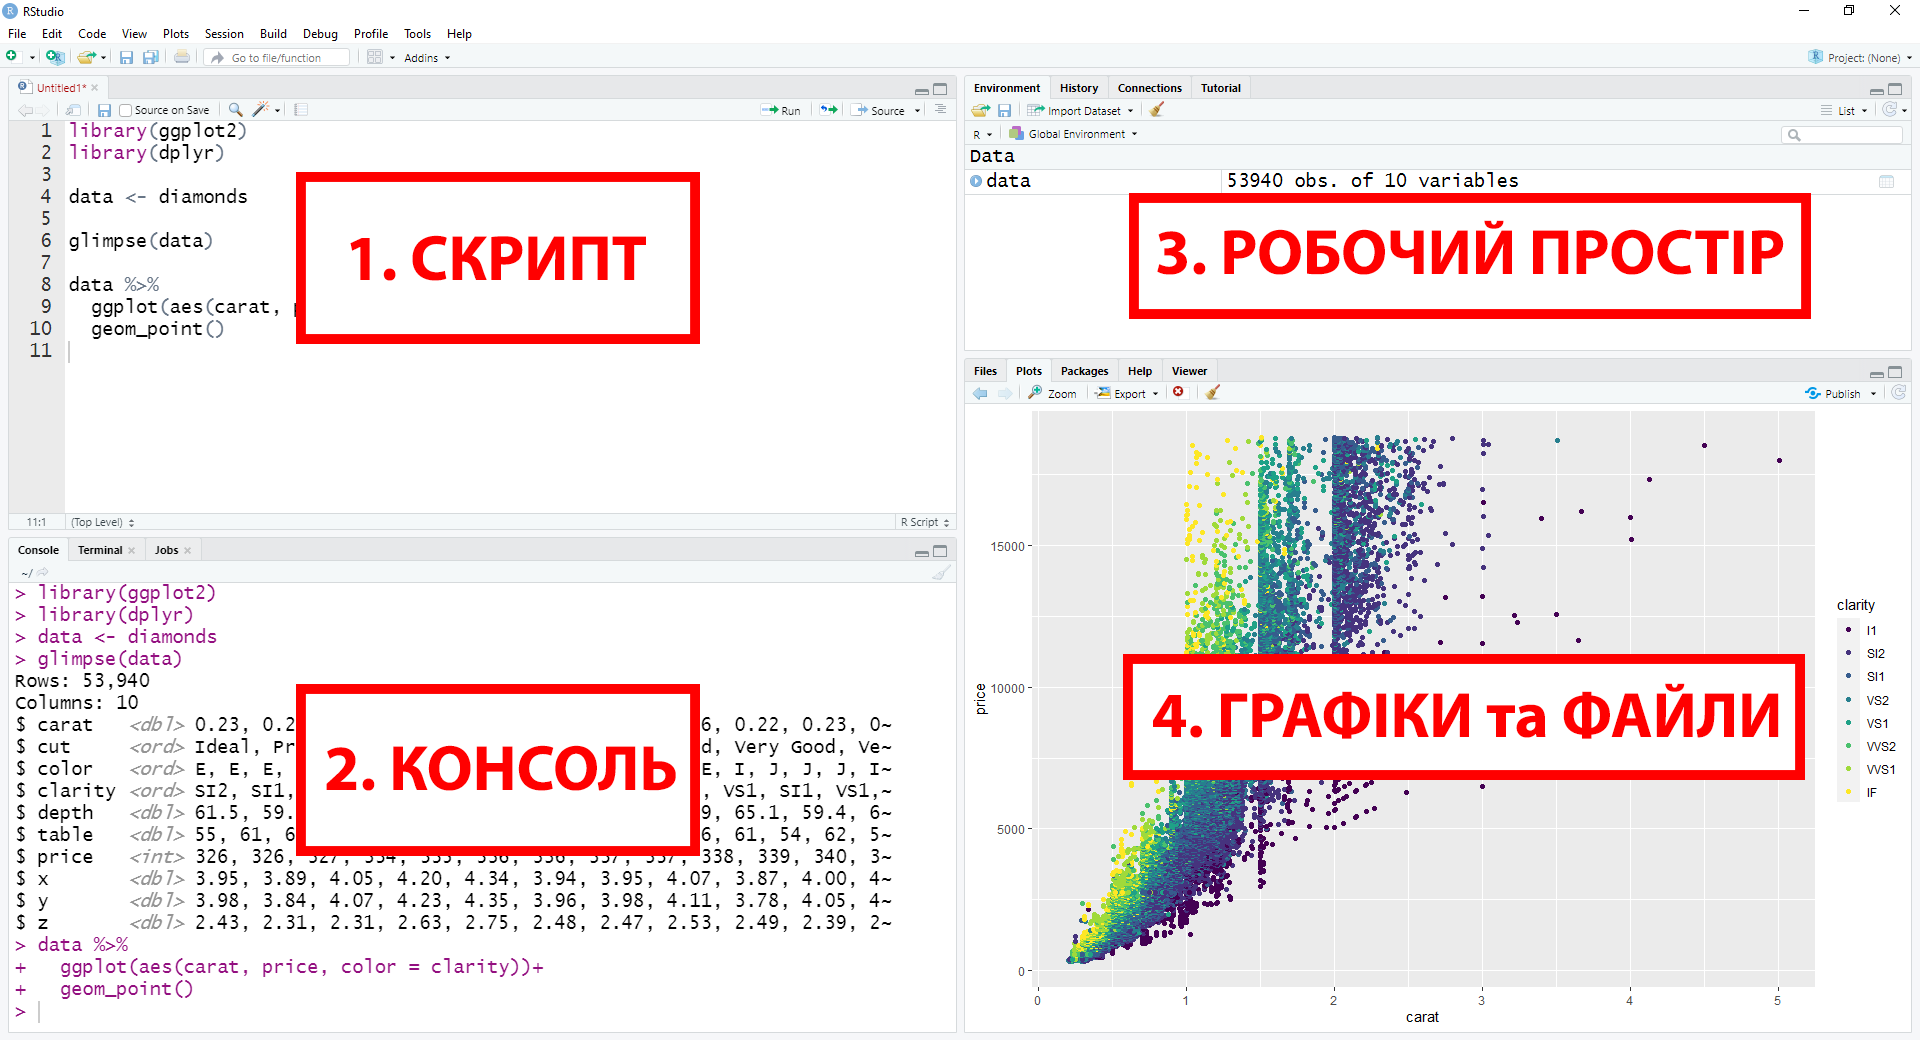 RStudio
File Edit Code View Plots Session Build Debug Profile Tools Help
Go to file/function Addins Project: (None)
Untitled1*
Source on Save Run Source
1 library(ggplot2)
2 library(dplyr)
3
4 data <- diamonds
5
6 glimpse(data)
7
8 data %>%
9 ggplot(aes(carat,
10 geom_point()
11
1. СКРИПТ
11:1 (Top Level) R Script
Console Terminal Jobs
~/
> library(ggplot2)
> library(dplyr)
> data <- diamonds
> glimpse(data)
Rows: 53,940
Columns: 10
$ carat <dbl> 0.23, 0.2 6, 0.22, 0.23, 0~
$ cut <ord> Ideal, Pr d, Very Good, Ve~
$ color <ord> E, E, E, E, I, J, J, J, I~
$ clarity <ord> SI2, SI1, , VS1, SI1, VS1,~
$ depth <dbl> 61.5, 59. 9, 65.1, 59.4, 6~
$ table <dbl> 55, 61, 6 6, 61, 54, 62, 5~
$ price <int> 326, 326, 327, 334, 335, 336, 336, 337, 337, 338, 339, 340, 3~
$ x <dbl> 3.95, 3.89, 4.05, 4.20, 4.34, 3.94, 3.95, 4.07, 3.87, 4.00, 4~
$ y <dbl> 3.98, 3.84, 4.07, 4.23, 4.35, 3.96, 3.98, 4.11, 3.78, 4.05, 4~
$ z <dbl> 2.43, 2.31, 2.31, 2.63, 2.75, 2.48, 2.47, 2.53, 2.49, 2.39, 2~
2. КОНСОЛЬ
> data %>%
+ ggplot(aes(carat, price, color = clarity))+
+ geom_point()
>
Environment History Connections Tutorial
Import Dataset List
R Global Environment
Data
data 53940 obs. of 10 variables
3. РОБОЧИЙ ПРОСТІР
Files Plots Packages Help Viewer
Zoom Export Publish
15000
10000
5000
0
price
0 1 2 3 4 5
carat
clarity
I1
SI2
SI1
VS2
VS1
VVS2
VVS1
IF
4. ГРАФІКИ та ФАЙЛИ